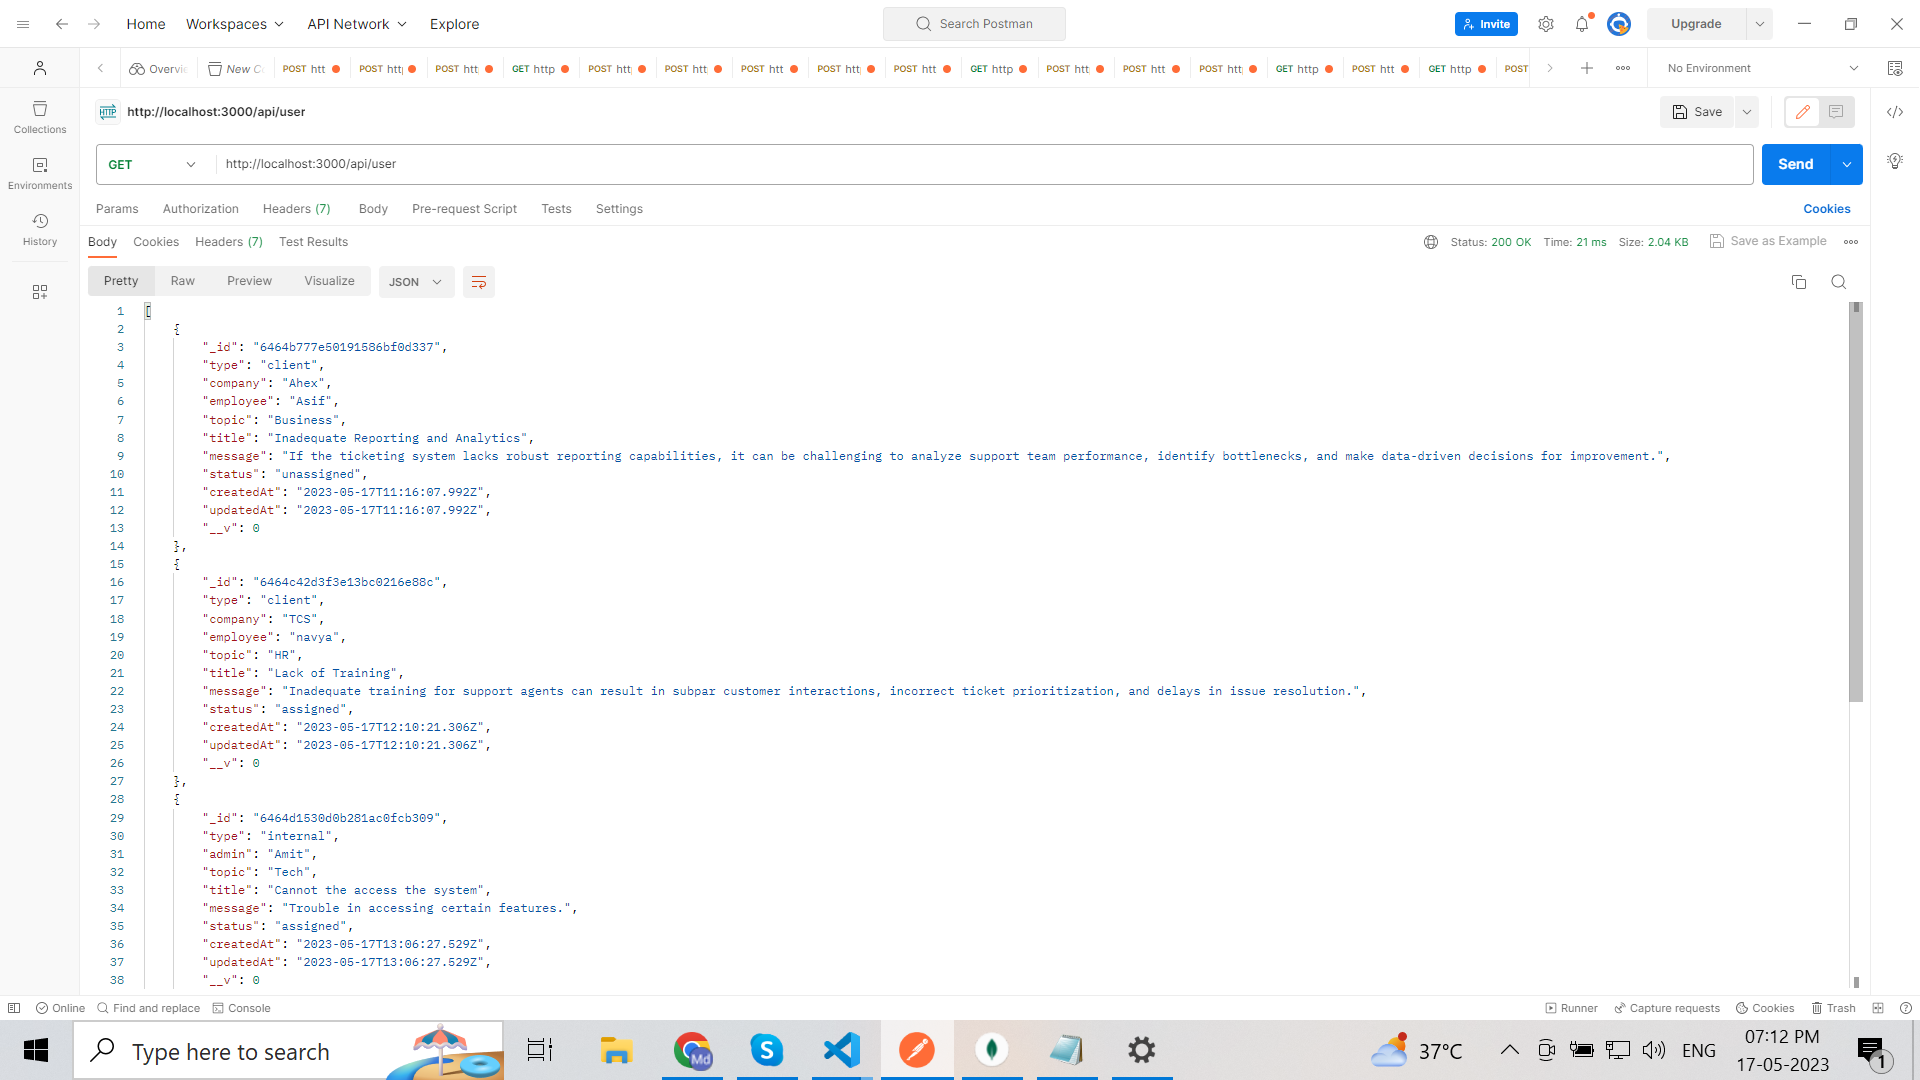 Home
Workspaces
API Network
Explore
Search Postman
Invite
Upgrade
Overvi
New C
POST htt
POST htt
POST htt
GET http
POST htt
POST htt
POST htt
POST htt
POST htt
GET http
POST htt
POST htt
POST htt
GET http
POST htt
GET http
POST
No Environment
HTTP http://localhost:3000/api/user
Save
Collections
Environments
History
GET http://localhost:3000/api/user
Send
Params Authorization Headers (7) Body Pre-request Script Tests Settings
Cookies
Body Cookies Headers (7) Test Results
Status: 200 OK Time: 21 ms Size: 2.04 KB
Save as Example
Pretty Raw Preview Visualize JSON
1 [
2 {
3 "_id": "6464b777e50191586bf0d337",
4 "type": "client",
5 "company": "Ahex",
6 "employee": "Asif",
7 "topic": "Business",
8 "title": "Inadequate Reporting and Analytics",
9 "message": "If the ticketing system lacks robust reporting capabilities, it can be challenging to analyze support team performance, identify bottlenecks, and make data-driven decisions for improvement.",
10 "status": "unassigned",
11 "createdAt": "2023-05-17T11:16:07.992Z",
12 "updatedAt": "2023-05-17T11:16:07.992Z",
13 "__v": 0
14 },
15 {
16 "_id": "6464c42d3f3e13bc0216e88c",
17 "type": "client",
18 "company": "TCS",
19 "employee": "navya",
20 "topic": "HR",
21 "title": "Lack of Training",
22 "message": "Inadequate training for support agents can result in subpar customer interactions, incorrect ticket prioritization, and delays in issue resolution.",
23 "status": "assigned",
24 "createdAt": "2023-05-17T12:10:21.306Z",
25 "updatedAt": "2023-05-17T12:10:21.306Z",
26 "__v": 0
27 },
28 {
29 "_id": "6464d1530d0b281ac0fcb309",
30 "type": "internal",
31 "admin": "Amit",
32 "topic": "Tech",
33 "title": "Cannot the access the system",
34 "message": "Trouble in accessing certain features.",
35 "status": "assigned",
36 "createdAt": "2023-05-17T13:06:27.529Z",
37 "updatedAt": "2023-05-17T13:06:27.529Z",
38 "__v": 0
Online Find and replace Console
Runner Capture requests Cookies Trash
Type here to search
Md
S
37°C
ENG
07:12 PM
17-05-2023
1